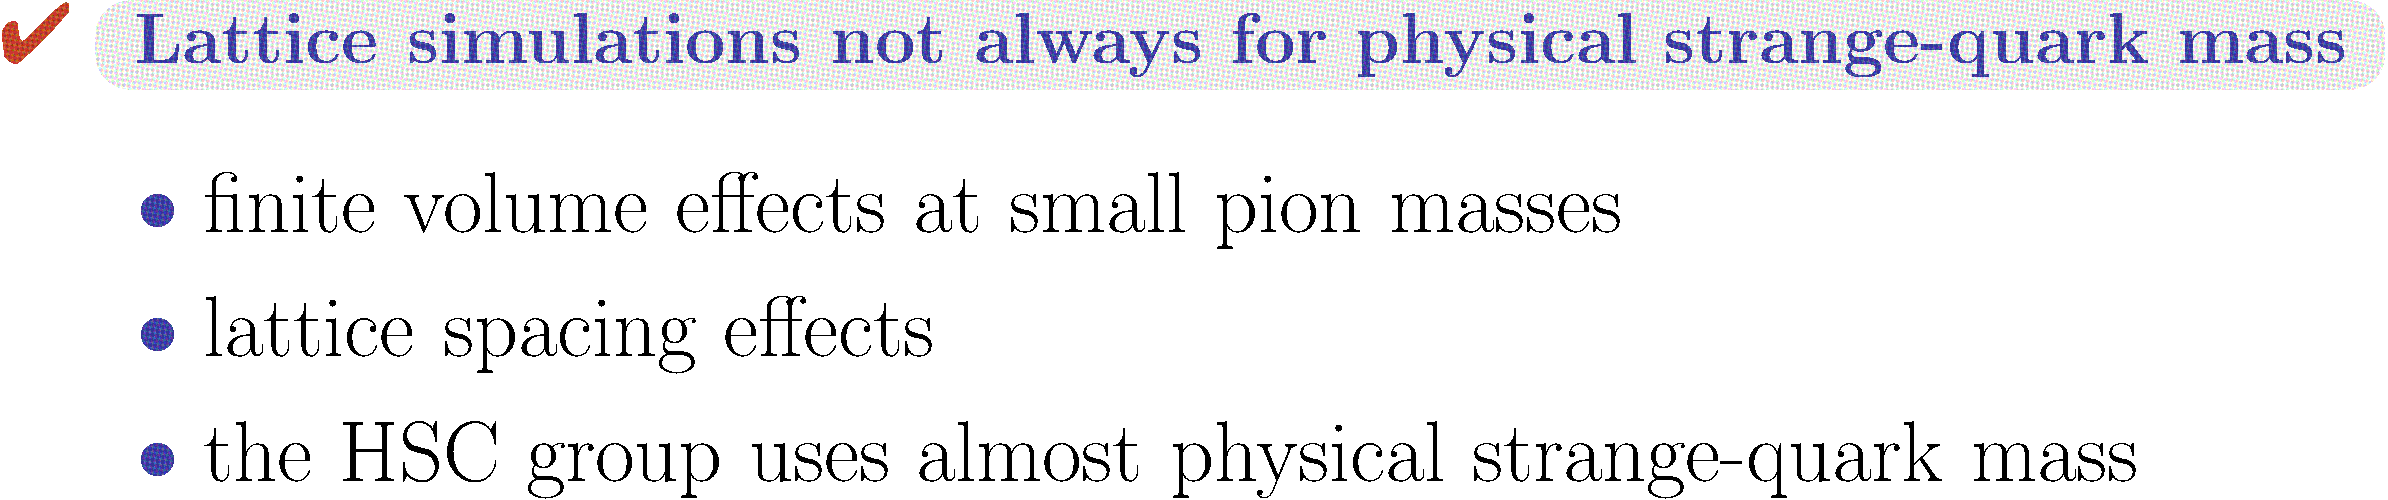 ✔ Lattice simulations not always for physical strange-quark mass
• finite volume effects at small pion masses
• lattice spacing effects
• the HSC group uses almost physical strange-quark mass